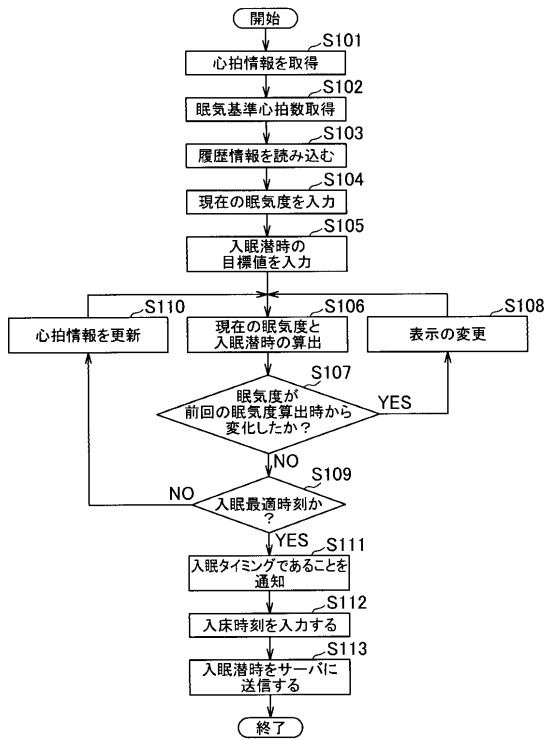 開始
S101
心拍情報を取得
S102
眠気基準心拍数取得
S103
履歴情報を読み込む
S104
現在の眠気度を入力
S105
入眠潜時の
目標値を入力
S110
心拍情報を更新
S106
現在の眠気度と
入眠潜時の算出
S108
表示の変更
S107
眠気度が
前回の眠気度算出時から
変化したか？
YES
NO
S109
入眠最適時刻か
？
NO
YES
S111
入眠タイミングであることを
通知
S112
入床時刻を入力する
S113
入眠潜時をサーバに
送信する
終了